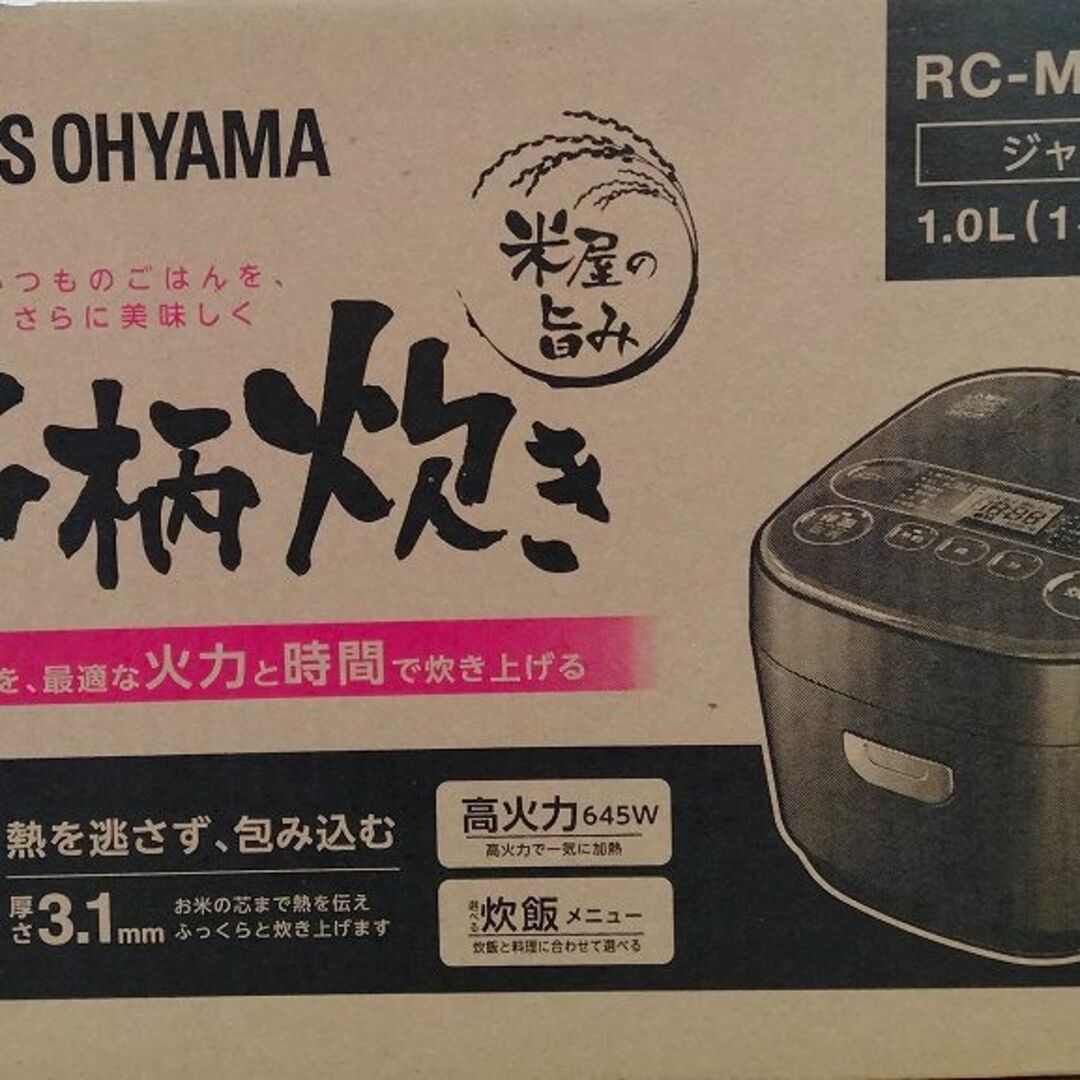 S OHYAMA
RC-M
ジャ
1.0L(
米屋の
旨み
つものごはんを、
さらに美味しく
柄炊き
を、最適な火力と時間で炊き上げる
熱を逃さず、包み込む
厚さ3.1mm
お米の芯まで熱を伝え
ふっくらと炊き上げます
高火力645W
高火力で一気に加熱
選べる炊飯メニュー
炊飯と料理に合わせて選べる